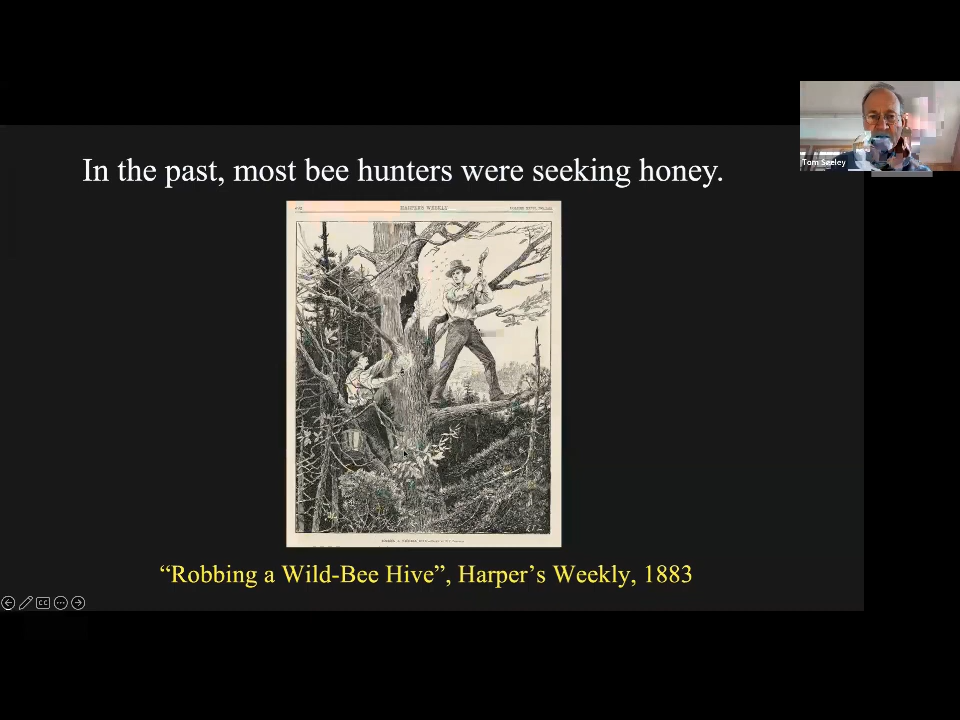 In the past, most bee hunters were seeking honey.
Tom Seeley
HARPER'S WEEKLY
“Robbing a Wild-Bee Hive”, Harper’s Weekly, 1883
CC